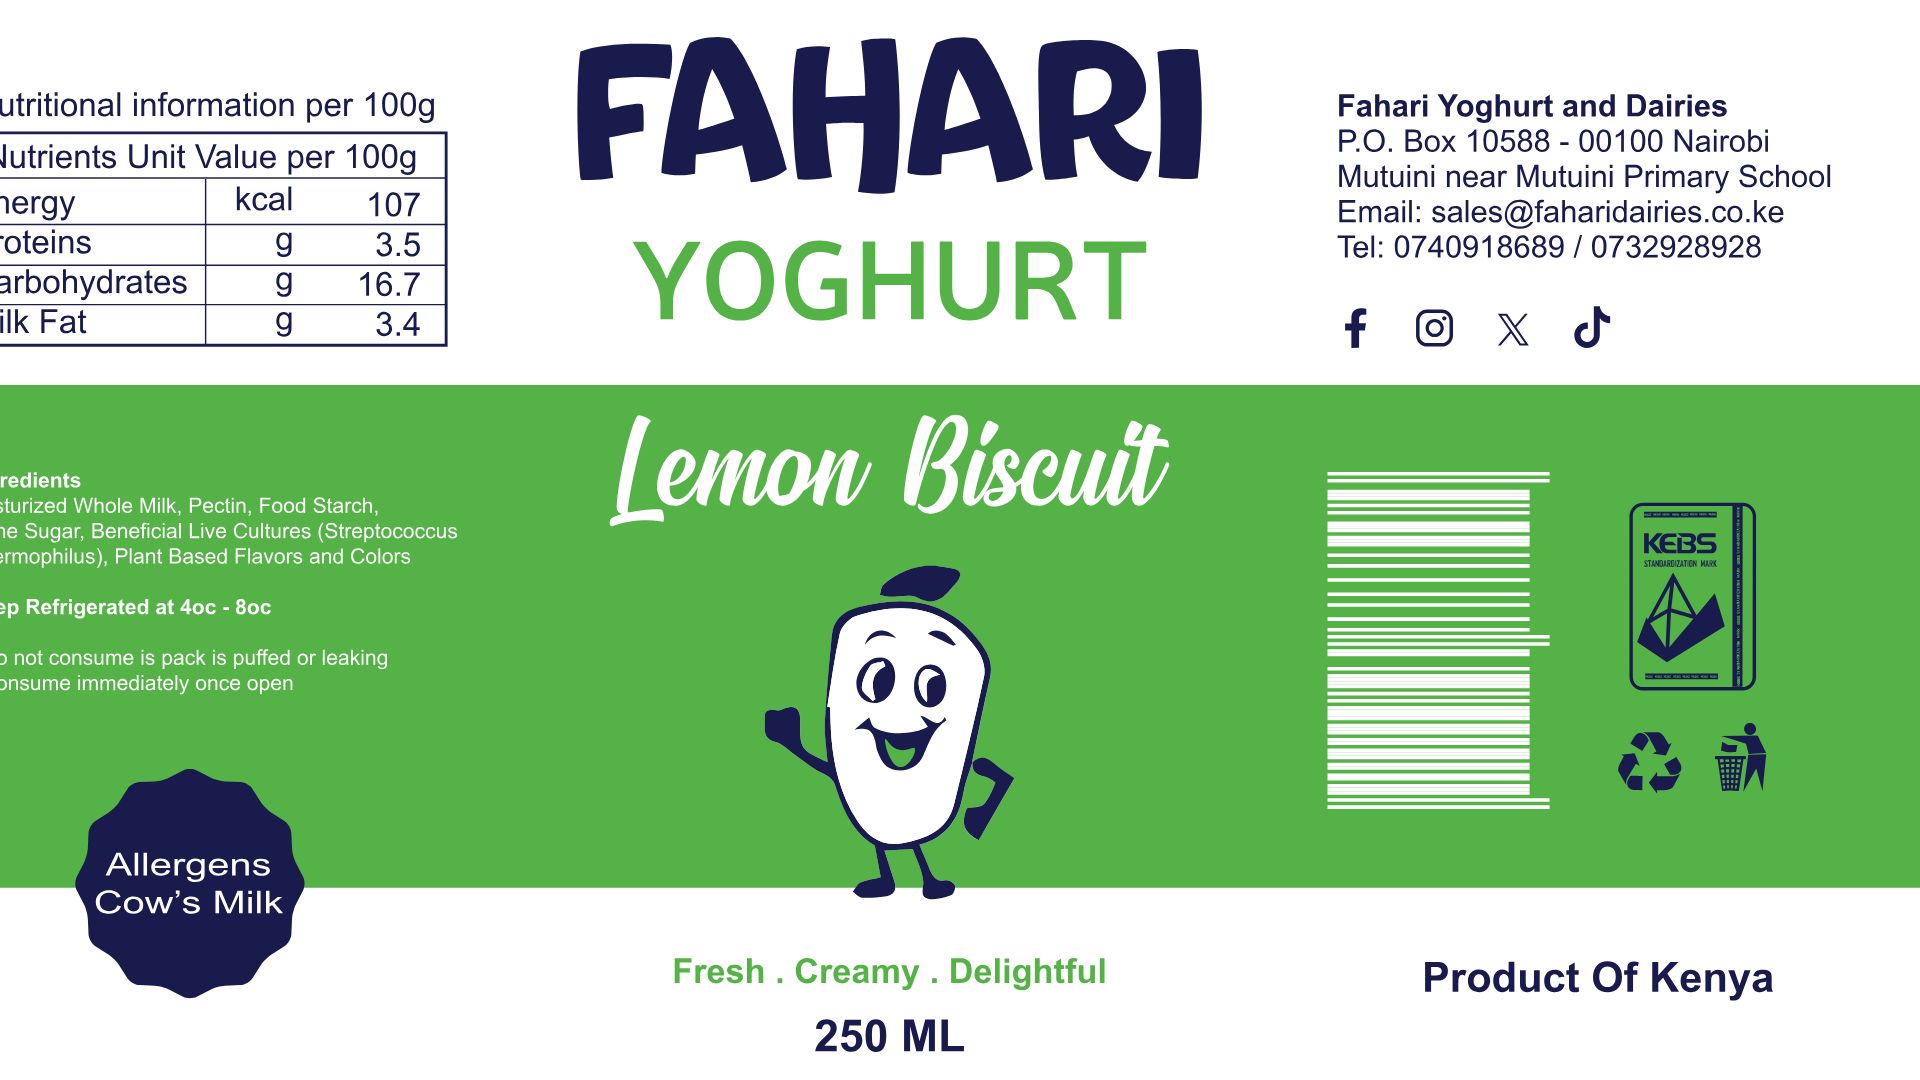 utritional information per 100g
Nutrients Unit Value per 100g
nergy kcal 107
roteins g 3.5
arbohydrates g 16.7
ilk Fat g 3.4
redients
sturized Whole Milk, Pectin, Food Starch,
ne Sugar, Beneficial Live Cultures (Streptococcus
ermophilus), Plant Based Flavors and Colors
ep Refrigerated at 4oc - 8oc
o not consume is pack is puffed or leaking
onsume immediately once open
Allergens
Cow's Milk
FAHARI
YOGHURT
Lemon Biscuit
Fresh . Creamy . Delightful
250 ML
Fahari Yoghurt and Dairies
P.O. Box 10588 - 00100 Nairobi
Mutuini near Mutuini Primary School
Email: sales@faharidairies.co.ke
Tel: 0740918689 / 0732928928
KEBS
STANDARDIZATION MARK
Product Of Kenya